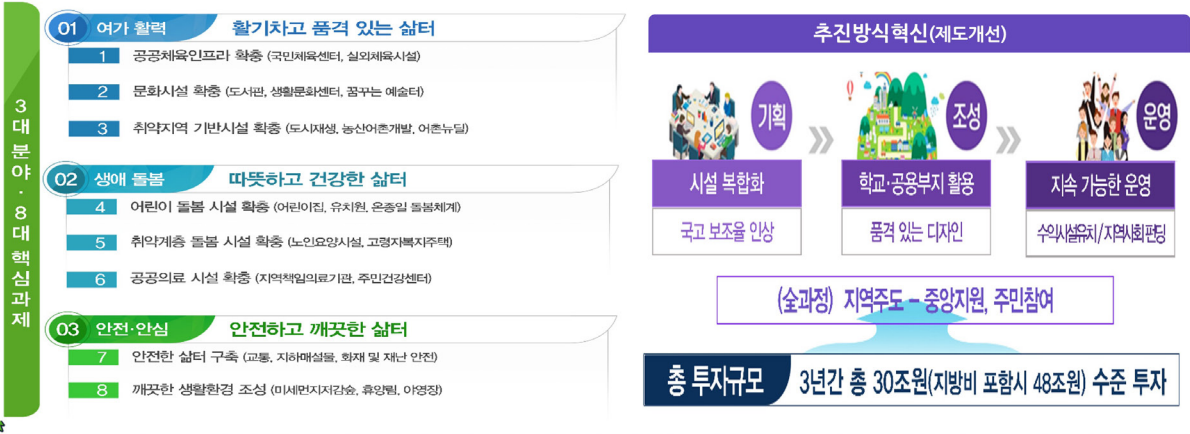 3대 분야 · 8대 핵심과제
01 여가 활력 활기차고 품격 있는 삶터
1 공공체육인프라 확충 (국민체육센터, 실외체육시설)
2 문화시설 확충 (도서관, 생활문화센터, 꿈꾸는 예술터)
3 취약지역 기반시설 확충 (도시재생, 농산어촌개발, 어촌뉴딜)
02 생애 돌봄 따뜻하고 건강한 삶터
4 어린이 돌봄 시설 확충 (어린이집, 유치원, 온종일 돌봄체계)
5 취약계층 돌봄 시설 확충 (노인요양시설, 고령자복지주택)
6 공공의료 시설 확충 (지역책임의료기관, 주민건강센터)
03 안전·안심 안전하고 깨끗한 삶터
7 안전한 삶터 구축 (교통, 지하매설물, 화재 및 재난 안전)
8 깨끗한 생활환경 조성 (미세먼지저감숲, 휴양림, 야영장)
추진방식혁신(제도개선)
기획
조성
운영
시설 복합화
학교·공용부지 활용
지속 가능한 운영
국고 보조율 인상
품격 있는 디자인
수익시설유치/지역사회펀딩
(全과정) 지역주도 – 중앙지원, 주민참여
총 투자규모 3년간 총 30조원(지방비 포함시 48조원) 수준 투자